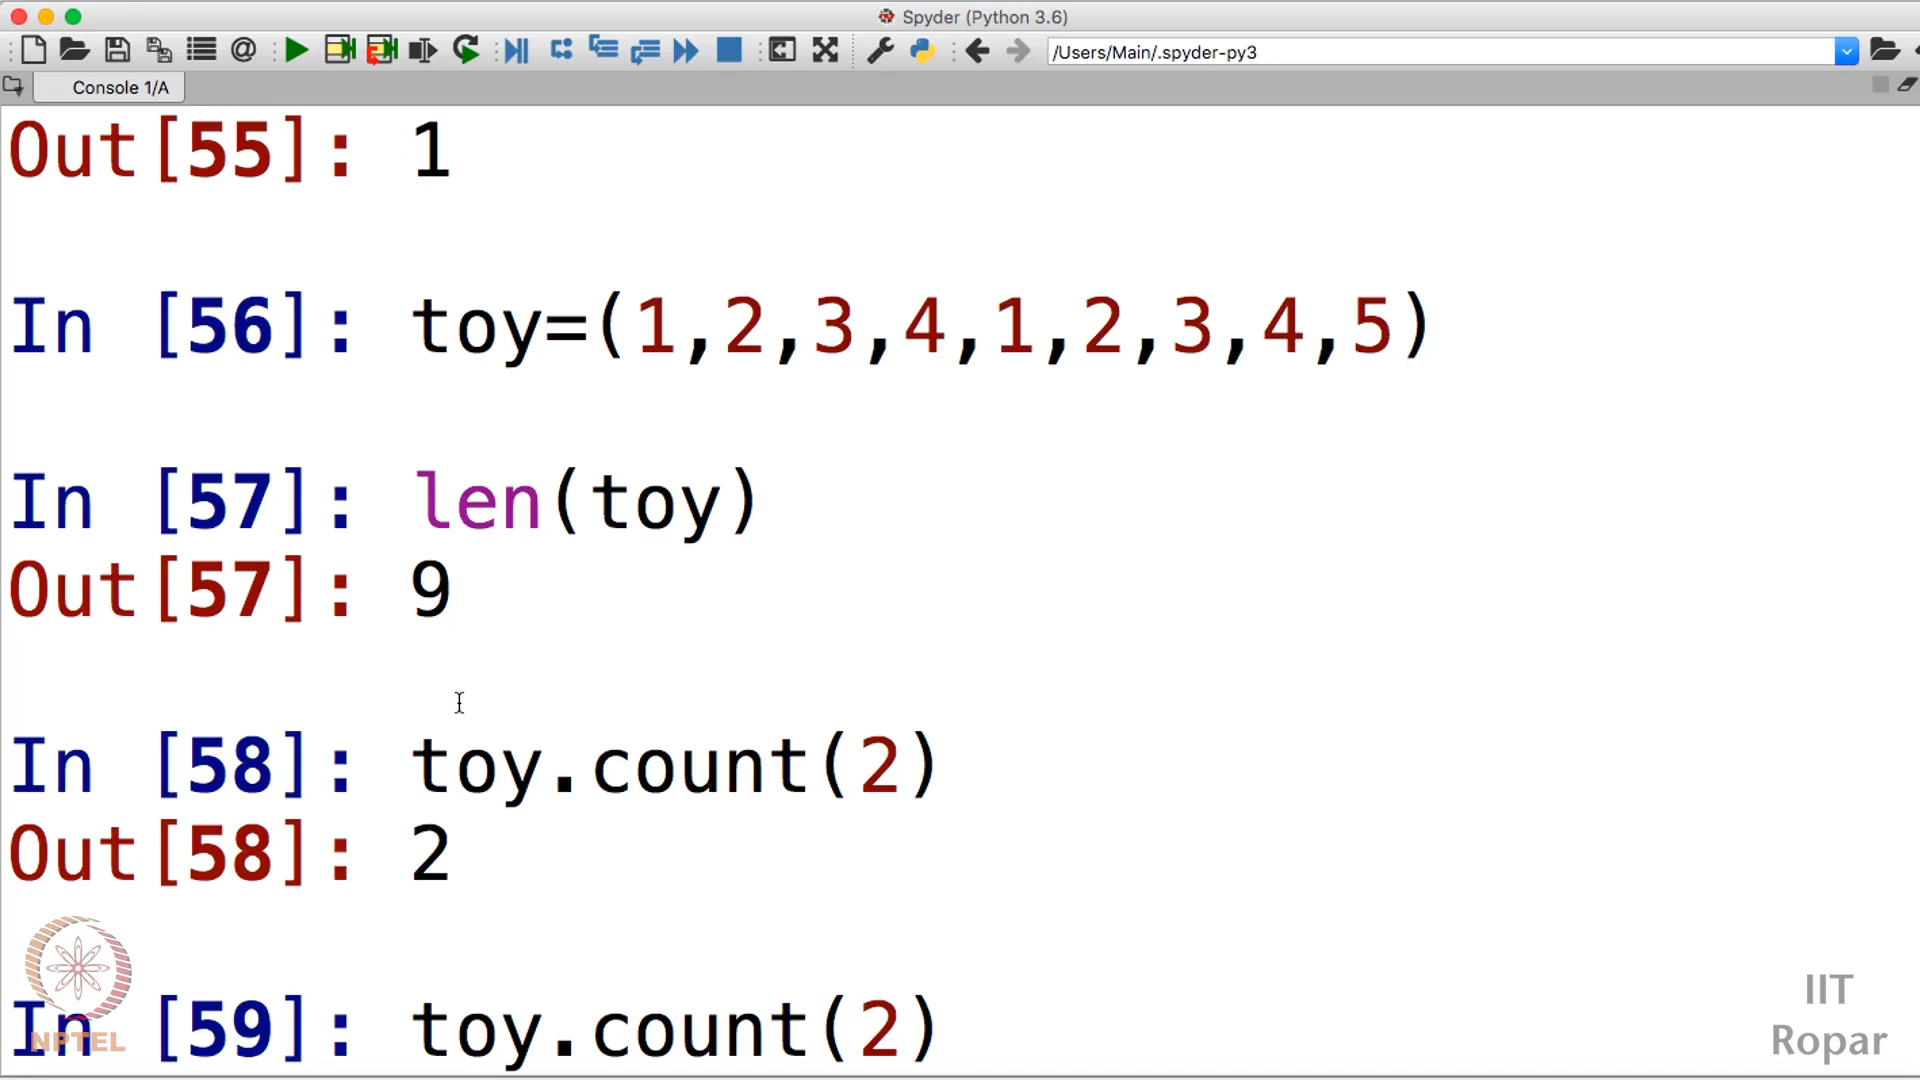 Spyder (Python 3.6)
/Users/Main/.spyder-py3
Console 1/A
Out[55]: 1
In [56]: toy=(1,2,3,4,1,2,3,4,5)
In [57]: len(toy)
Out[57]: 9
In [58]: toy.count(2)
Out[58]: 2
In [59]: toy.count(2)
NPTEL
IIT
Ropar